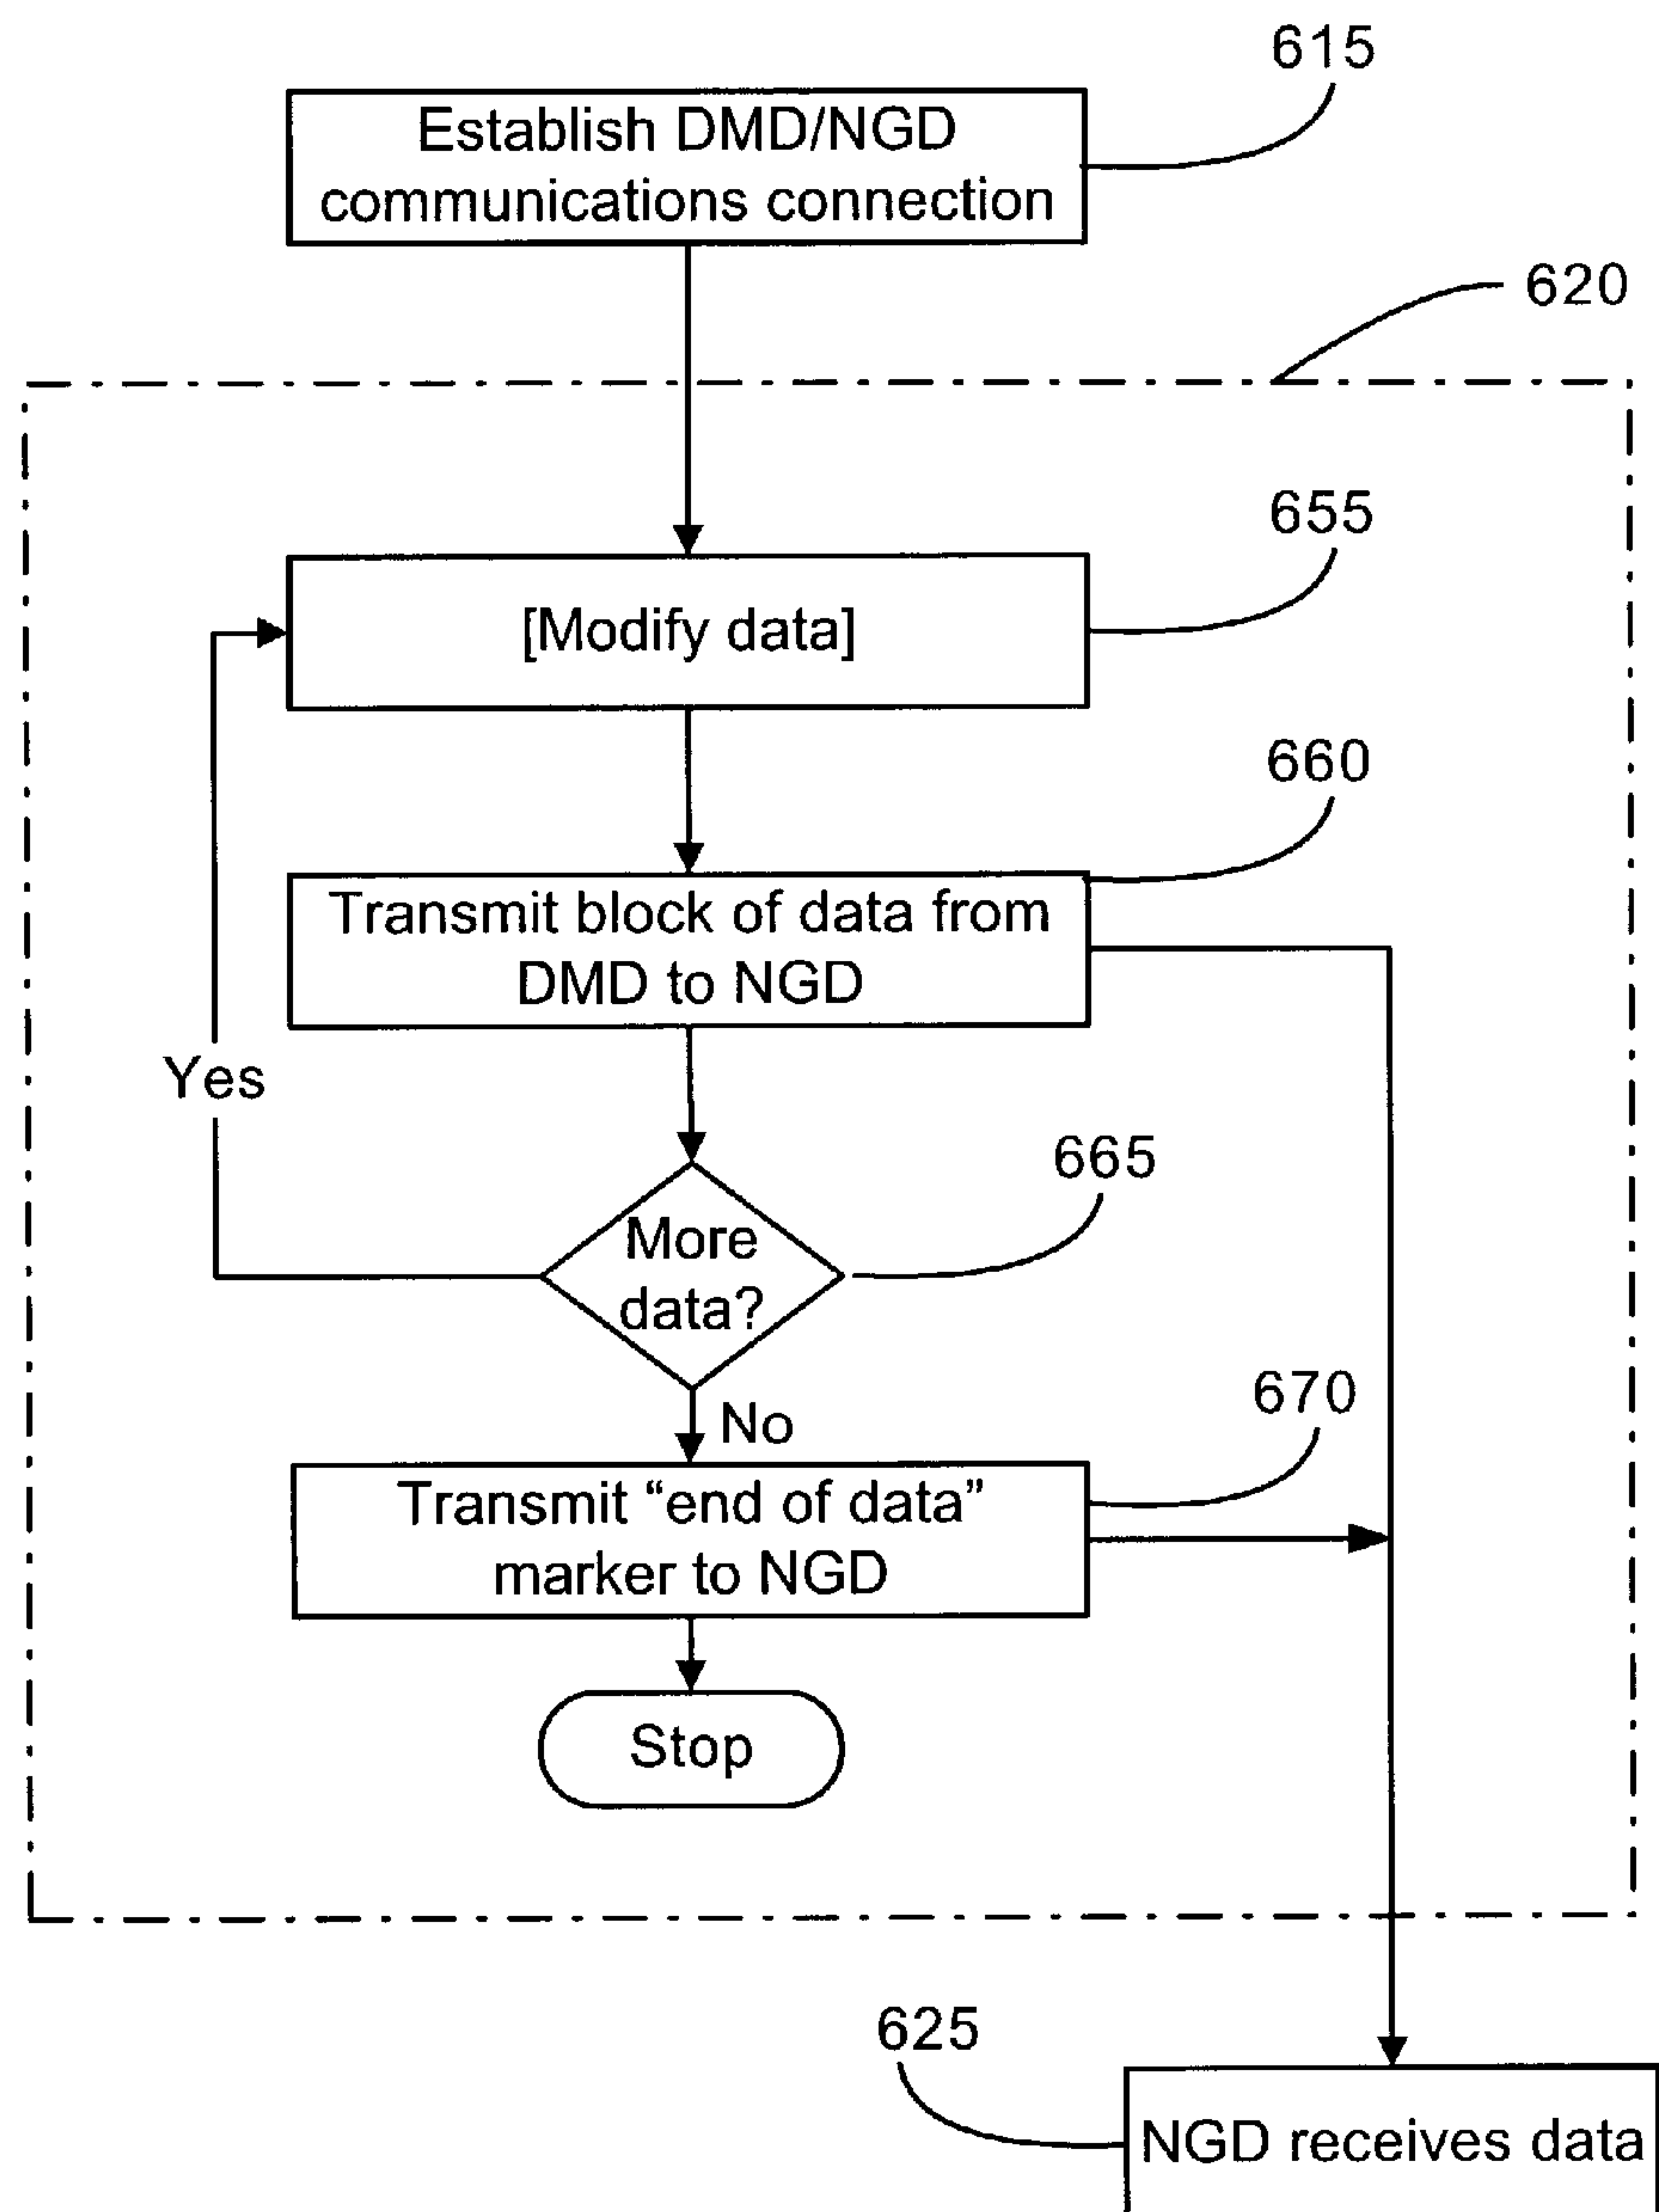 615
Establish DMD/NGD
communications connection
620
655
[Modify data]
660
Transmit block of data from
DMD to NGD
Yes
665
More
data?
670
No
Transmit “end of data”
marker to NGD
Stop
625
NGD receives data